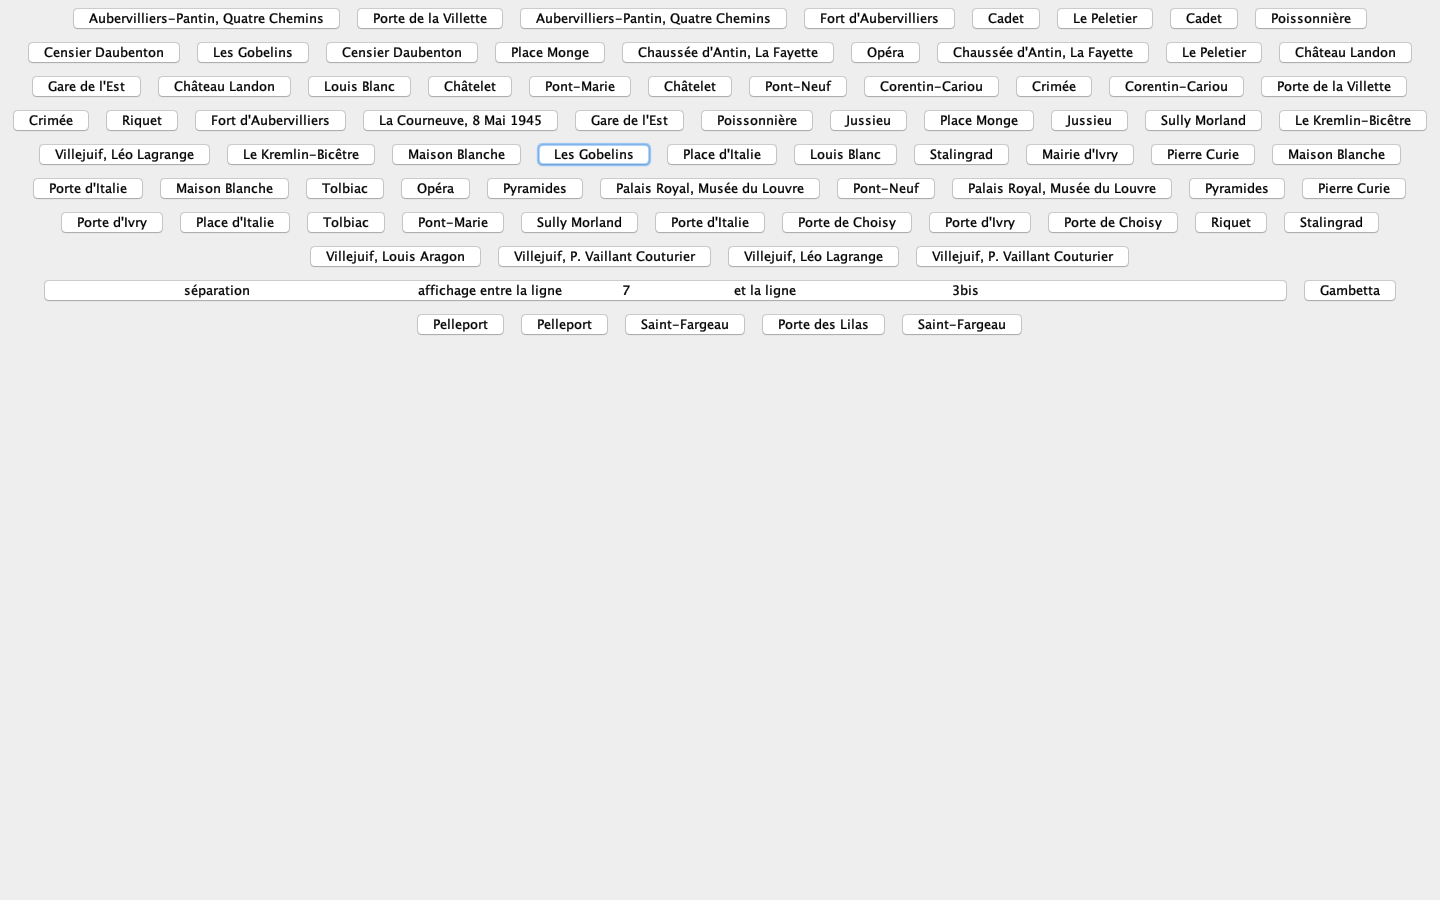 Aubervilliers-Pantin, Quatre Chemins Porte de la Villette Aubervilliers-Pantin, Quatre Chemins Fort d'Aubervilliers Cadet Le Peletier Cadet Poissonnière
Censier Daubenton Les Gobelins Censier Daubenton Place Monge Chaussée d'Antin, La Fayette Opéra Chaussée d'Antin, La Fayette Le Peletier Château Landon
Gare de l'Est Château Landon Louis Blanc Châtelet Pont-Marie Châtelet Pont-Neuf Corentin-Cariou Crimée Corentin-Cariou Porte de la Villette
Crimée Riquet Fort d'Aubervilliers La Courneuve, 8 Mai 1945 Gare de l'Est Poissonnière Jussieu Place Monge Jussieu Sully Morland Le Kremlin-Bicêtre
Villejuif, Léo Lagrange Le Kremlin-Bicêtre Maison Blanche Les Gobelins Place d'Italie Louis Blanc Stalingrad Mairie d'Ivry Pierre Curie Maison Blanche
Porte d'Italie Maison Blanche Tolbiac Opéra Pyramides Palais Royal, Musée du Louvre Pont-Neuf Palais Royal, Musée du Louvre Pyramides Pierre Curie
Porte d'Ivry Place d'Italie Tolbiac Pont-Marie Sully Morland Porte d'Italie Porte de Choisy Porte d'Ivry Porte de Choisy Riquet Stalingrad
Villejuif, Louis Aragon Villejuif, P. Vaillant Couturier Villejuif, Léo Lagrange Villejuif, P. Vaillant Couturier
séparation affichage entre la ligne 7 et la ligne 3bis Gambetta
Pelleport Pelleport Saint-Fargeau Porte des Lilas Saint-Fargeau